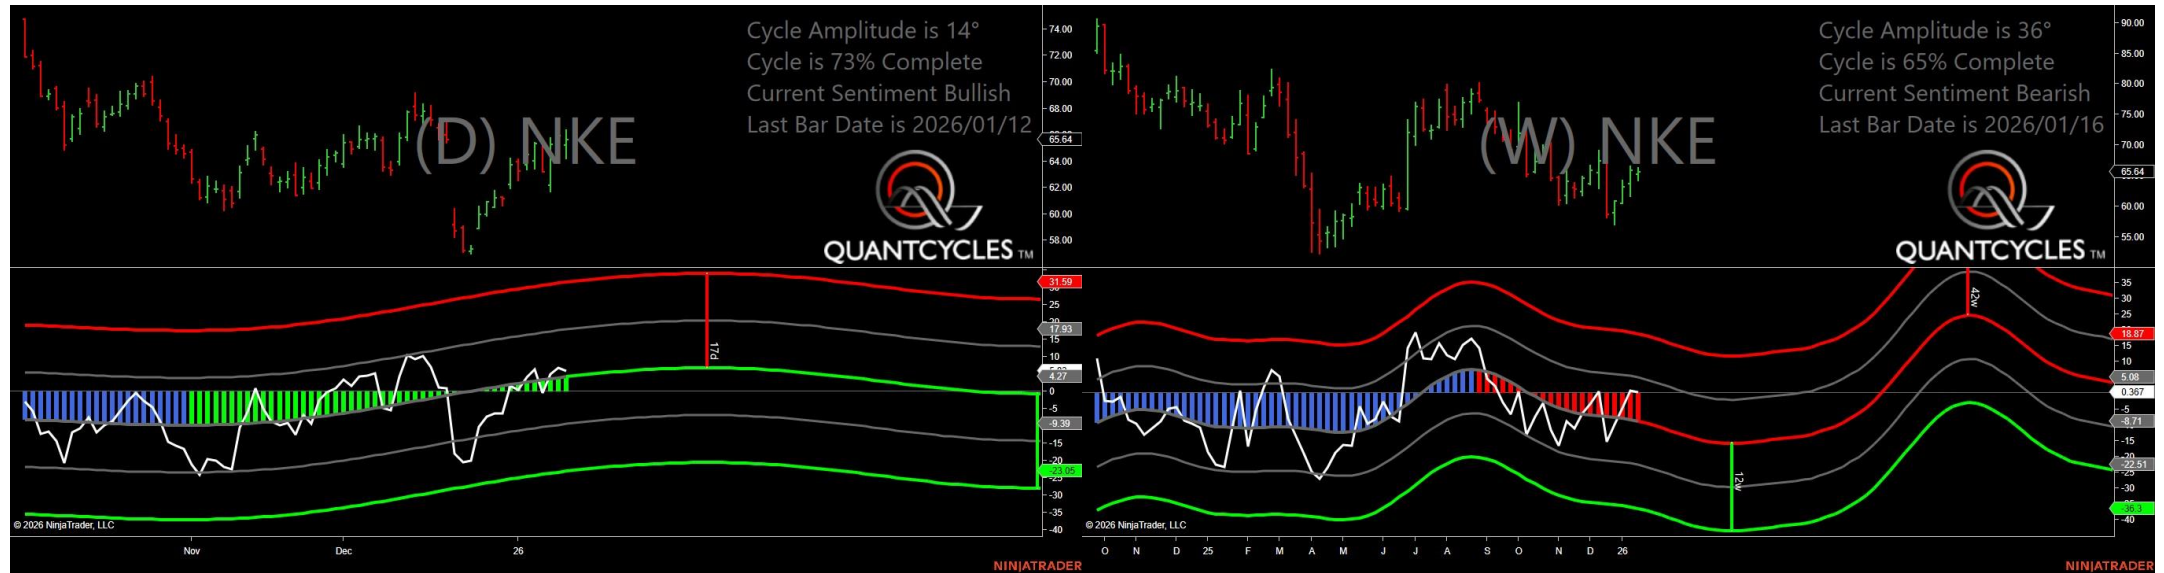 Cycle Amplitude is 14°
Cycle is 73% Complete
Current Sentiment Bullish
Last Bar Date is 2026/01/12
(D) NKE
QUANTCYCLES TM
74.00
72.00
70.00
68.00
65.64
64.00
62.00
60.00
58.00
31.59
25
17.93
15
10
4.27
0
-5
-9.39
-15
-20
-23.05
-30
-35
-40
17d
© 2026 NinjaTrader, LLC
Nov Dec 26
NINJATRADER
Cycle Amplitude is 36°
Cycle is 65% Complete
Current Sentiment Bearish
Last Bar Date is 2026/01/16
(W) NKE
QUANTCYCLES TM
90.00
85.00
80.00
75.00
70.00
65.64
60.00
55.00
35
30
25
18.87
15
10
5.08
0.367
-5
-8.71
-15
-22.51
-30
-36.3
-40
42w
12w
© 2026 NinjaTrader, LLC
O N D 25 F M A M J J A S O N D 26
NINJATRADER